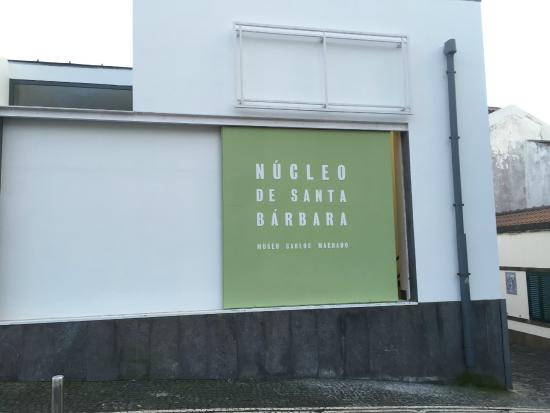 NÚCLEO
DE SANTA
BÁRBARA
MUSEU CARLOS MACHADO